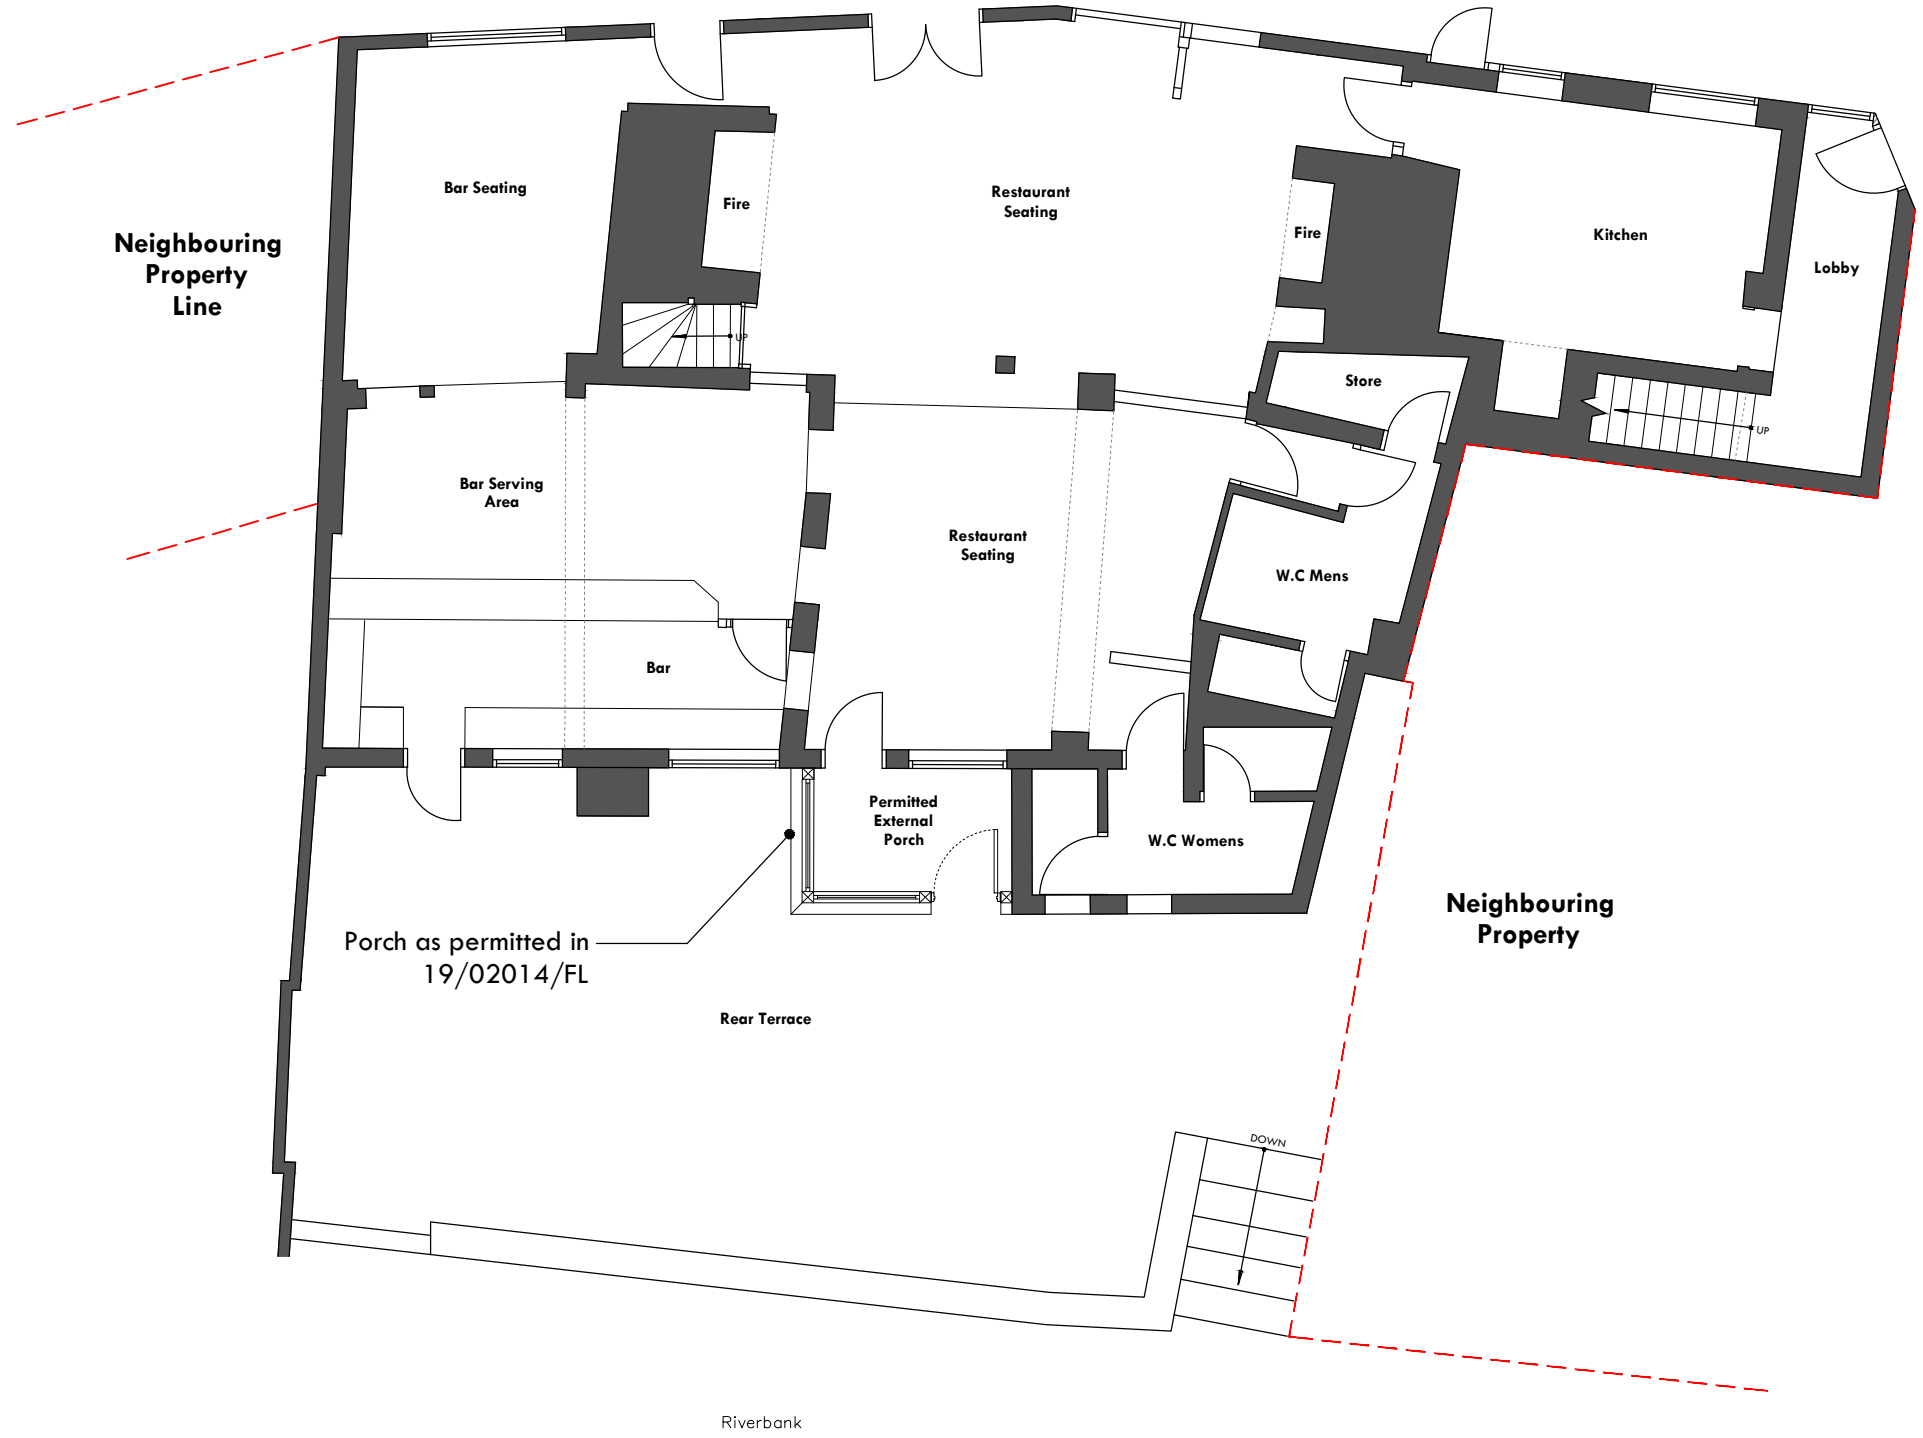 Bar Seating
Fire
Restaurant
Seating
Fire
Kitchen
Lobby
Neighbouring
Property
Line
UP
Store
UP
Bar Serving
Area
Restaurant
Seating
W.C Mens
Bar
Permitted
External
Porch
W.C Womens
Porch as permitted in
19/02014/FL
Neighbouring
Property
Rear Terrace
DOWN
Riverbank